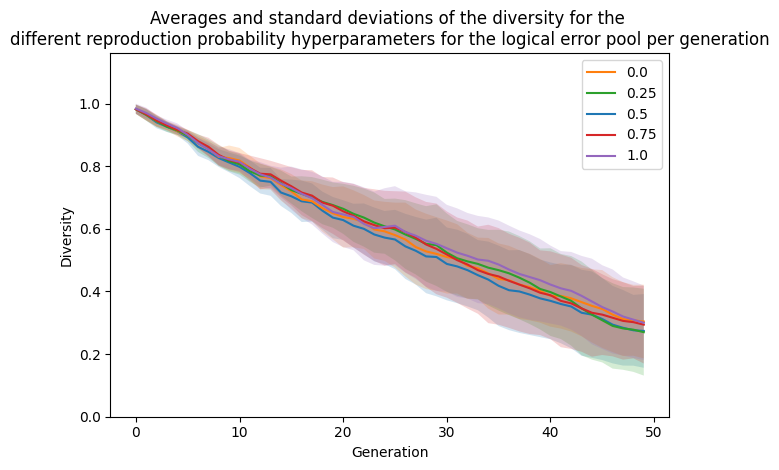 Averages and standard deviations of the diversity for the
different reproduction probability hyperparameters for the logical error pool per generation
0.0
0.25
0.5
0.75
1.0
Diversity
1.0
0.8
0.6
0.4
0.2
0.0
0 10 20 30 40 50
Generation